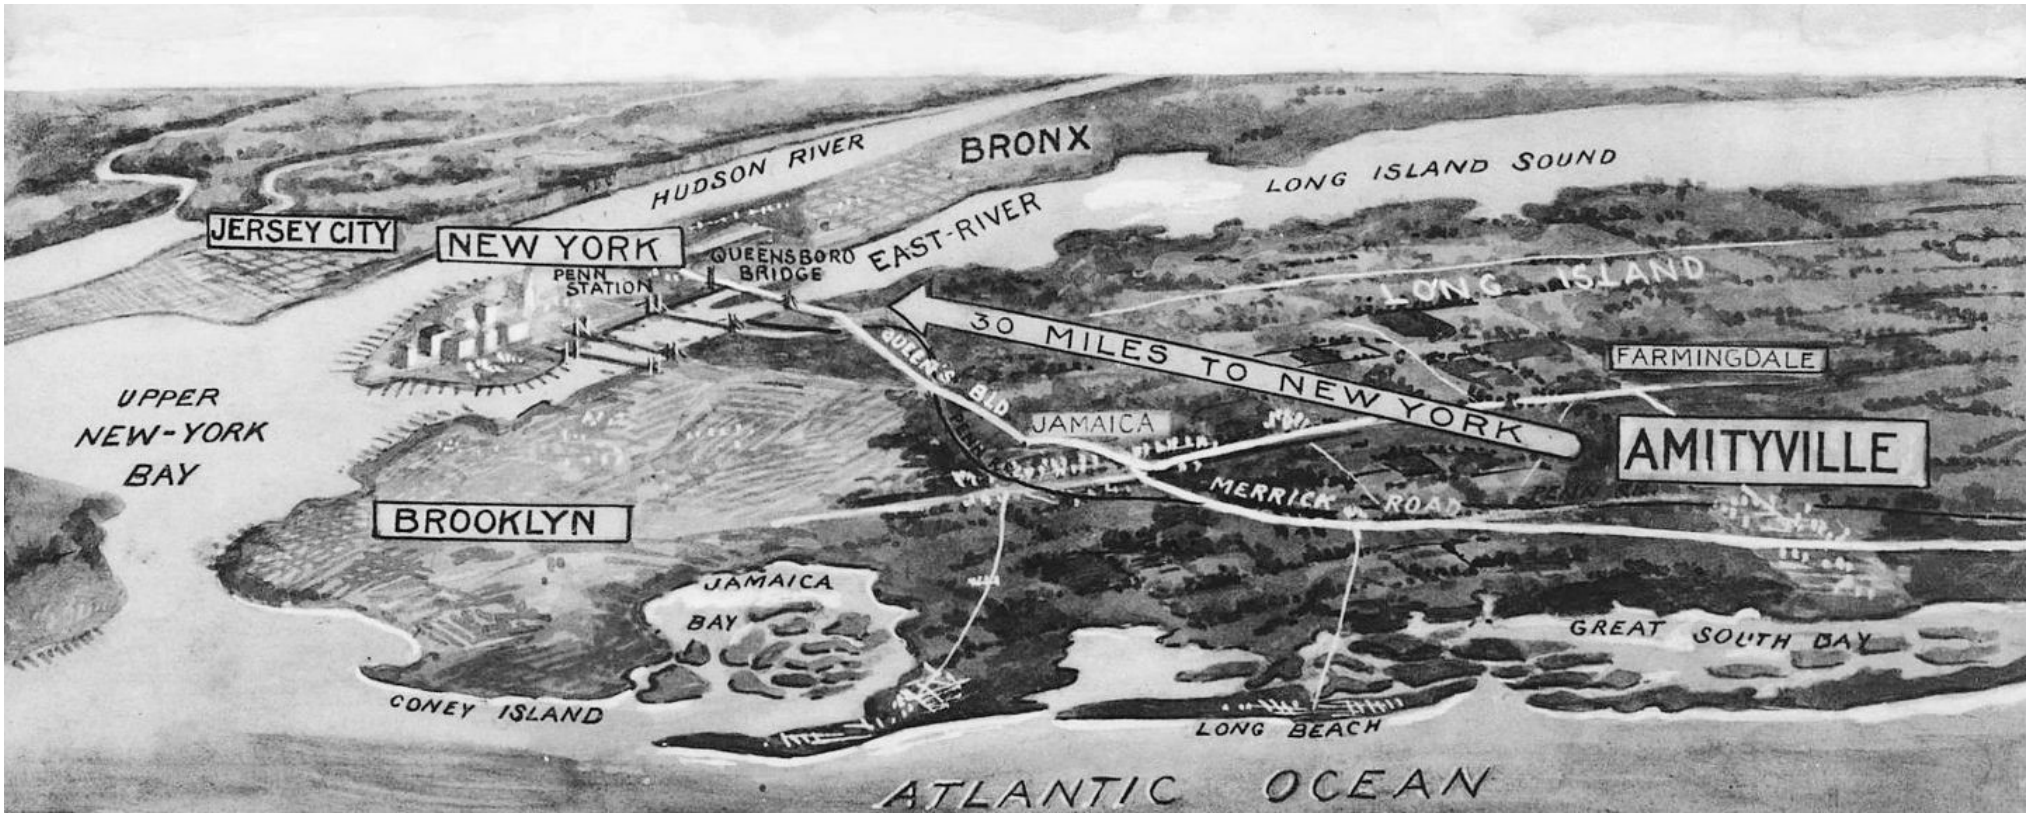 HUDSON RIVER
BRONX
LONG ISLAND SOUND
JERSEY CITY
NEW YORK
QUEENSBORO
BRIDGE
EAST-RIVER
PENN
STATION
LONG ISLAND
30 MILES TO NEW YORK
FARMINGDALE
QUEEN'S BLD
UPPER
NEW-YORK
BAY
JAMAICA
AMITYVILLE
PENN
MERRICK ROAD
PENN
BROOKLYN
JAMAICA
BAY
GREAT SOUTH BAY
CONEY ISLAND
LONG BEACH
ATLANTIC OCEAN